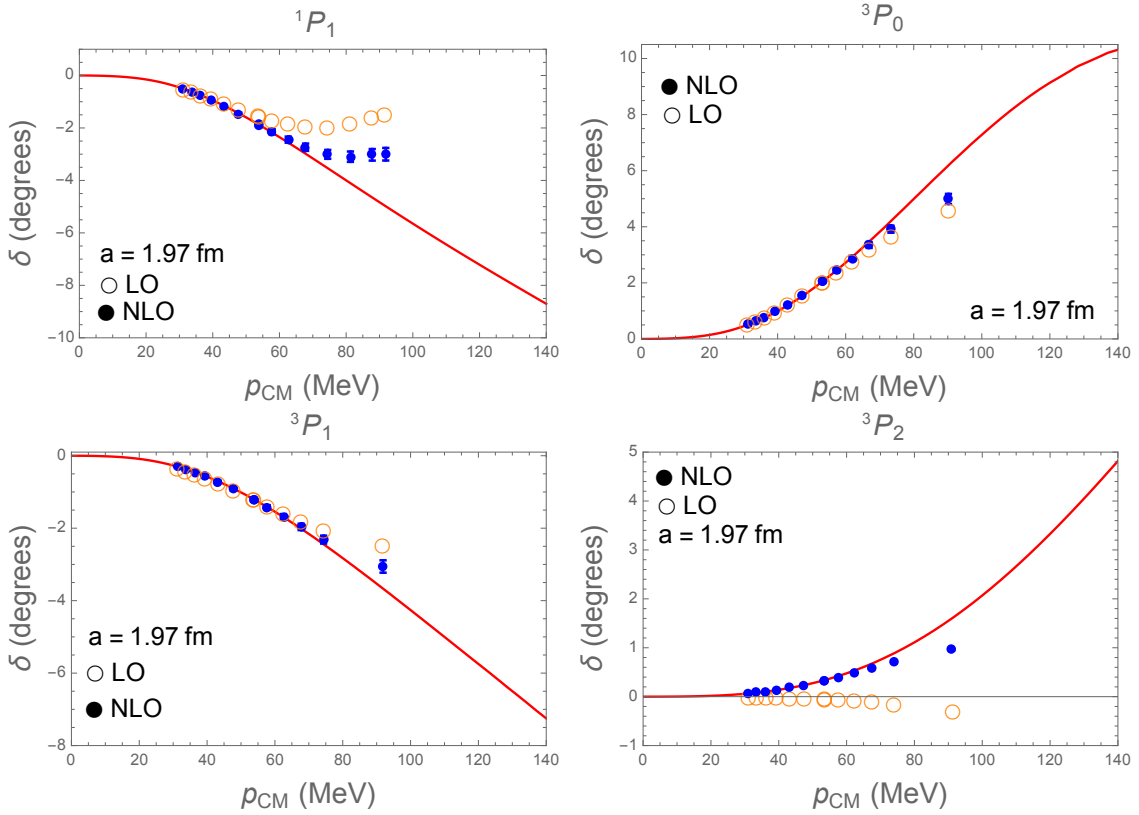 ¹P₁
0
−2
−4
−6
−8
−10
δ (degrees)
a = 1.97 fm
LO
NLO
0 20 40 60 80 100 120 140
p_CM (MeV)
³P₀
10
8
6
4
2
0
δ (degrees)
NLO
LO
a = 1.97 fm
0 20 40 60 80 100 120 140
p_CM (MeV)
³P₁
0
−2
−4
−6
−8
δ (degrees)
a = 1.97 fm
LO
NLO
0 20 40 60 80 100 120 140
p_CM (MeV)
³P₂
5
4
3
2
1
0
−1
δ (degrees)
NLO
LO
a = 1.97 fm
0 20 40 60 80 100 120 140
p_CM (MeV)